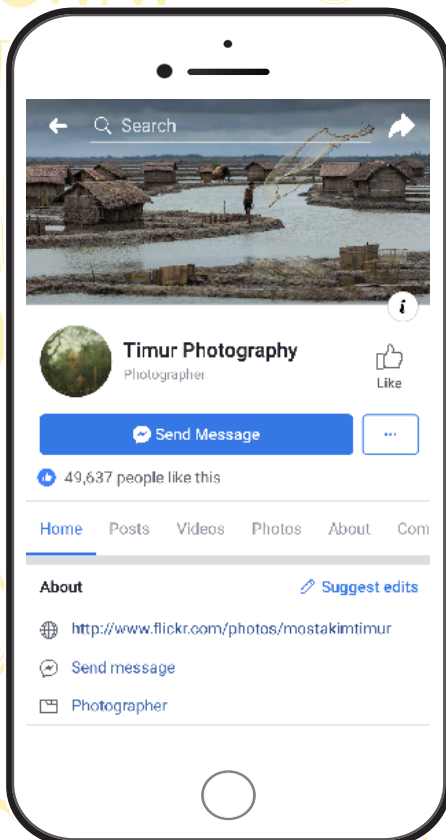 Search
Timur Photography
Photographer
Like
Send Message
49,637 people like this
Home Posts Videos Photos About Com
About Suggest edits
http://www.flickr.com/photos/mostakimtimur
Send message
Photographer